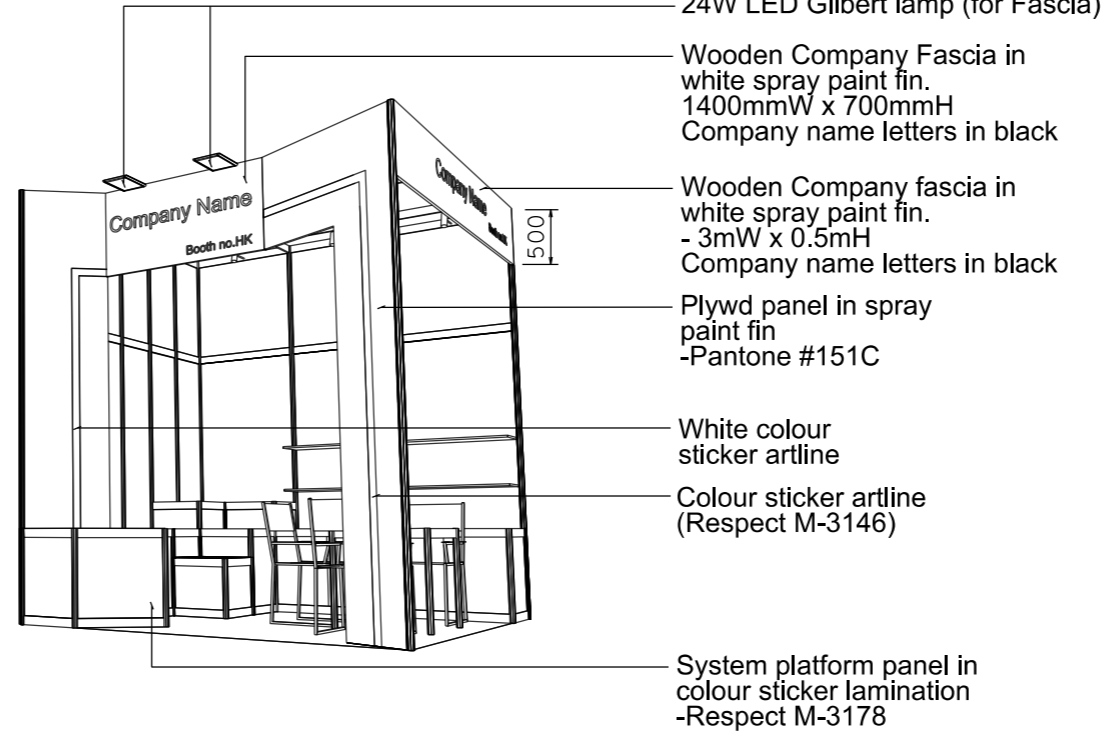 24W LED Gilbert lamp (for Fascia)
Wooden Company Fascia in
white spray paint fin.
1400mmW x 700mmH
Company name letters in black
Wooden Company fascia in
white spray paint fin.
- 3mW x 0.5mH
Company name letters in black
500
Plywd panel in spray
paint fin
-Pantone #151C
White colour
sticker artline
Colour sticker artline
(Respect M-3146)
System platform panel in
colour sticker lamination
-Respect M-3178
Company Name
Booth no.HK
Company Name